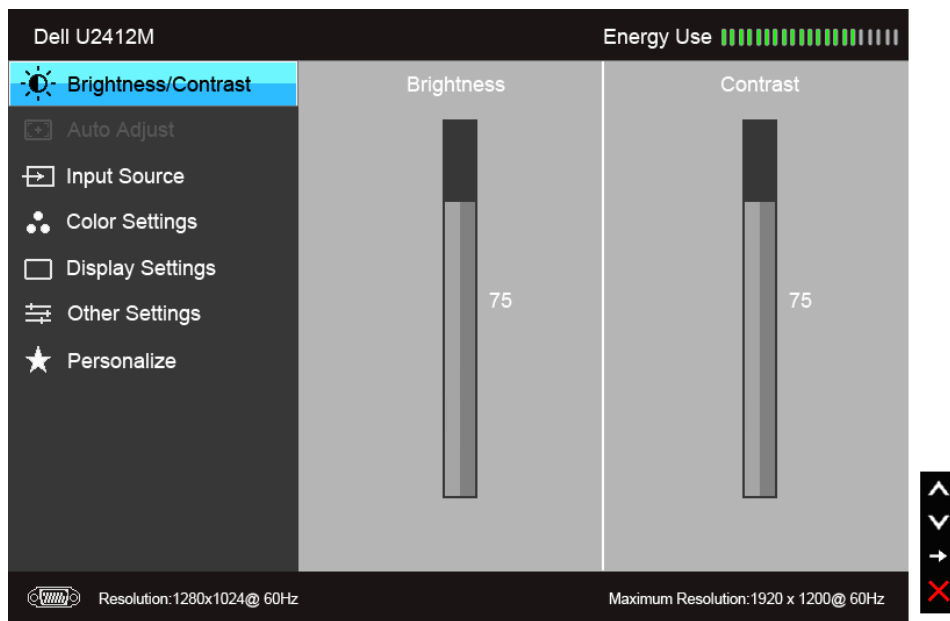 Dell U2412M
Energy Use
Brightness/Contrast
Brightness
Contrast
Auto Adjust
Input Source
Color Settings
Display Settings
75
75
Other Settings
Personalize
Resolution:1280x1024@ 60Hz
Maximum Resolution:1920 x 1200@ 60Hz